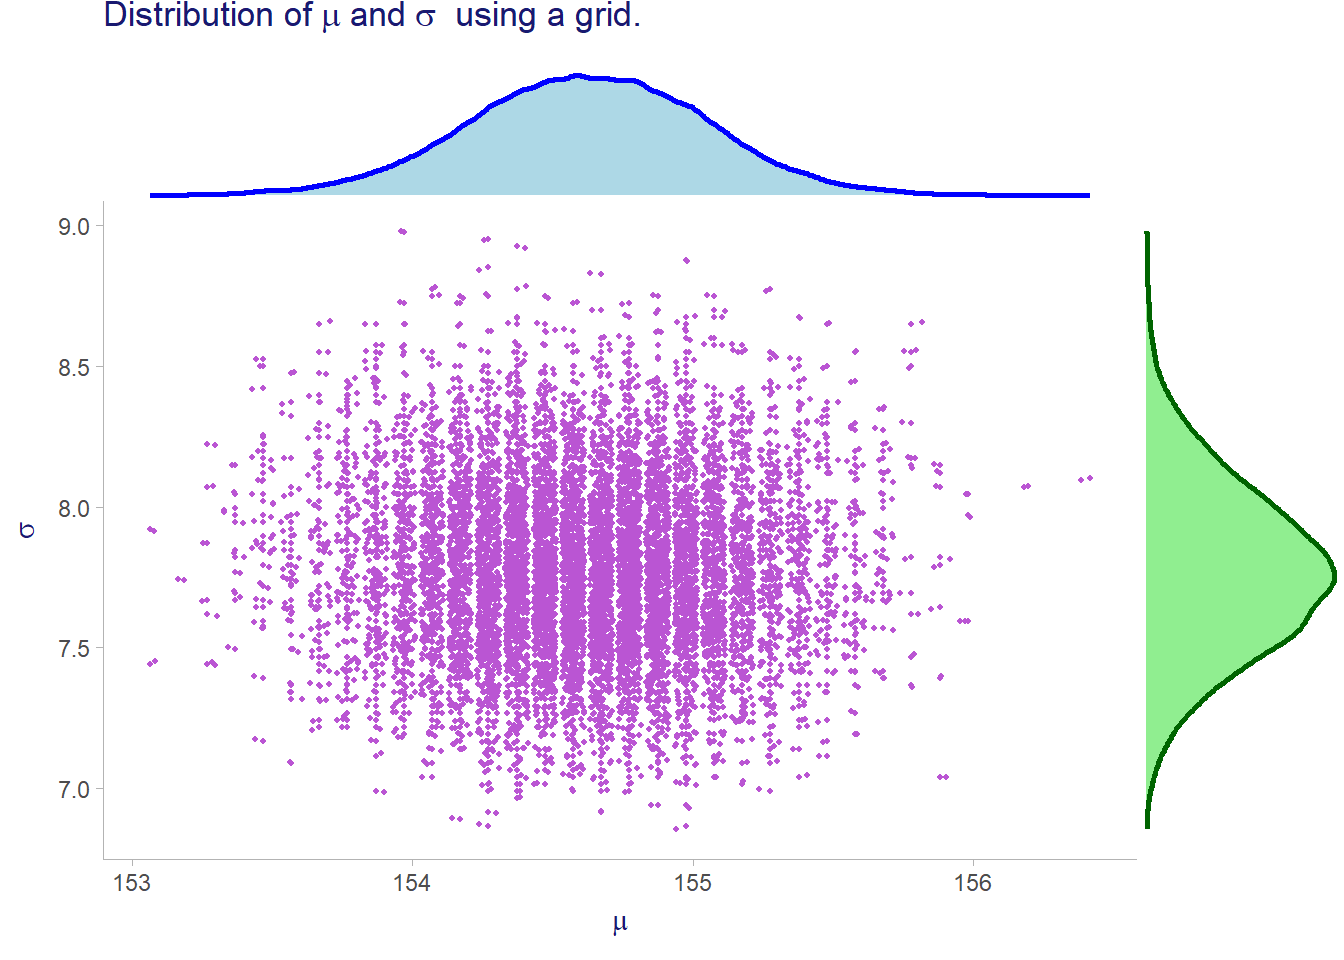 Distribution of μ and σ  using a grid.
9.0
8.5
8.0
7.5
7.0
σ
153 154 155 156
μ